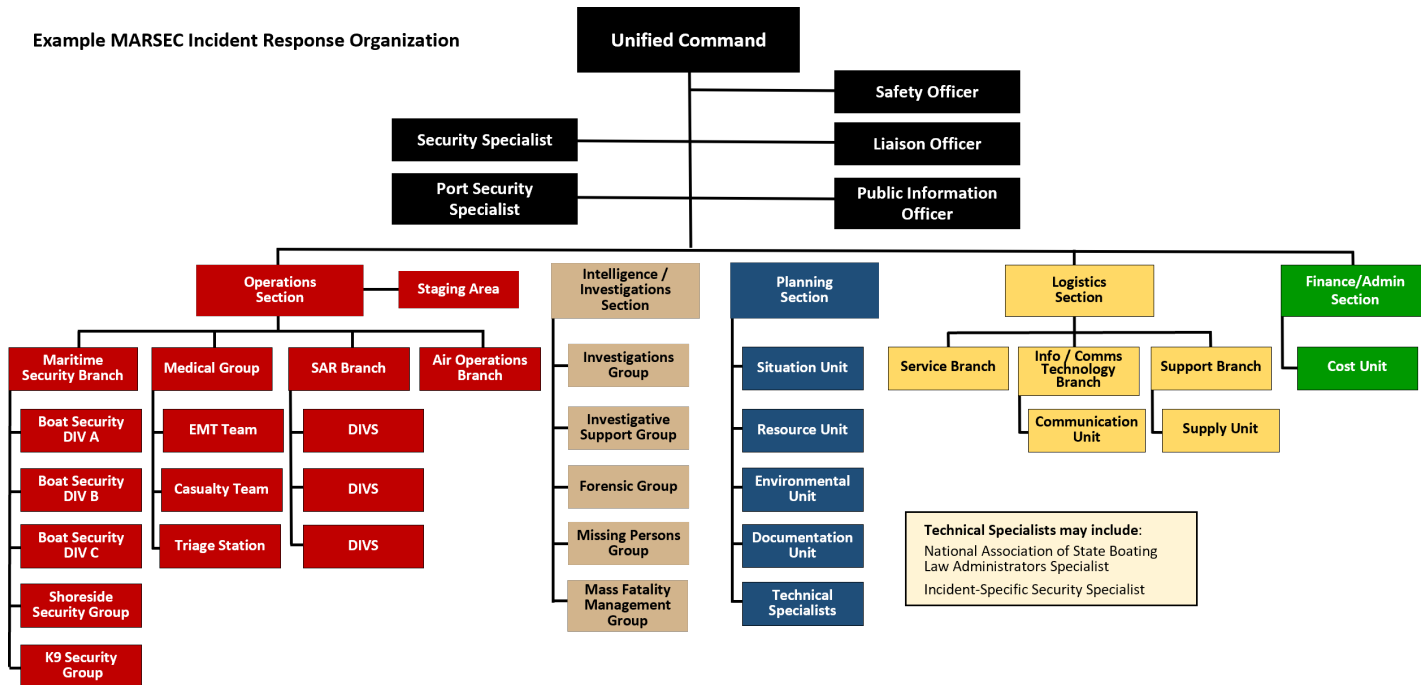 Example MARSEC Incident Response Organization
Unified Command
Safety Officer
Security Specialist
Liaison Officer
Port Security
Specialist
Public Information
Officer
Operations
Section
Staging Area
Intelligence /
Investigations
Section
Planning
Section
Logistics
Section
Finance/Admin
Section
Maritime
Security Branch
Medical Group
SAR Branch
Air Operations
Branch
Boat Security
DIV A
EMT Team
DIVS
Boat Security
DIV B
Casualty Team
DIVS
Boat Security
DIV C
Triage Station
DIVS
Shoreside
Security Group
K9 Security
Group
Investigations
Group
Investigative
Support Group
Forensic Group
Missing Persons
Group
Mass Fatality
Management
Group
Situation Unit
Resource Unit
Environmental
Unit
Documentation
Unit
Technical
Specialists
Service Branch
Info / Comms
Technology
Branch
Support Branch
Communication
Unit
Supply Unit
Cost Unit
Technical Specialists may include:
National Association of State Boating
Law Administrators Specialist
Incident-Specific Security Specialist